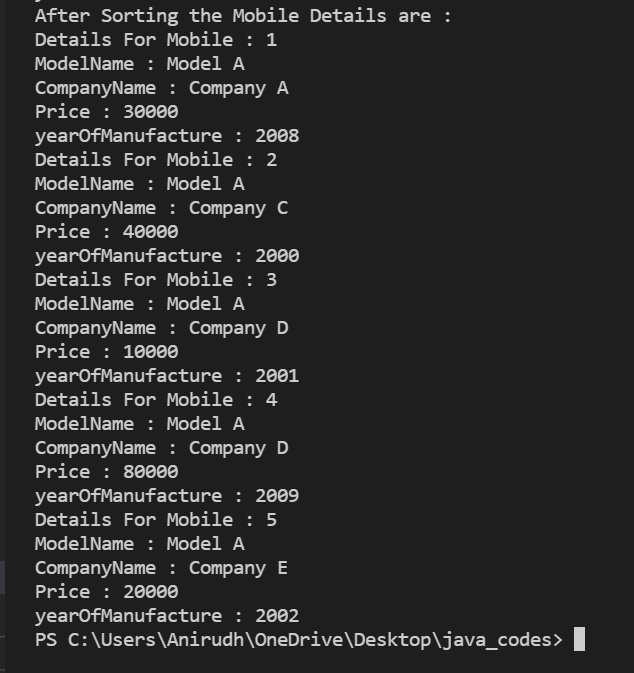 After Sorting the Mobile Details are :
Details For Mobile : 1
ModelName : Model A
CompanyName : Company A
Price : 30000
yearOfManufacture : 2008
Details For Mobile : 2
ModelName : Model A
CompanyName : Company C
Price : 40000
yearOfManufacture : 2000
Details For Mobile : 3
ModelName : Model A
CompanyName : Company D
Price : 10000
yearOfManufacture : 2001
Details For Mobile : 4
ModelName : Model A
CompanyName : Company D
Price : 80000
yearOfManufacture : 2009
Details For Mobile : 5
ModelName : Model A
CompanyName : Company E
Price : 20000
yearOfManufacture : 2002
PS C:\Users\Anirudh\OneDrive\Desktop\java_codes>